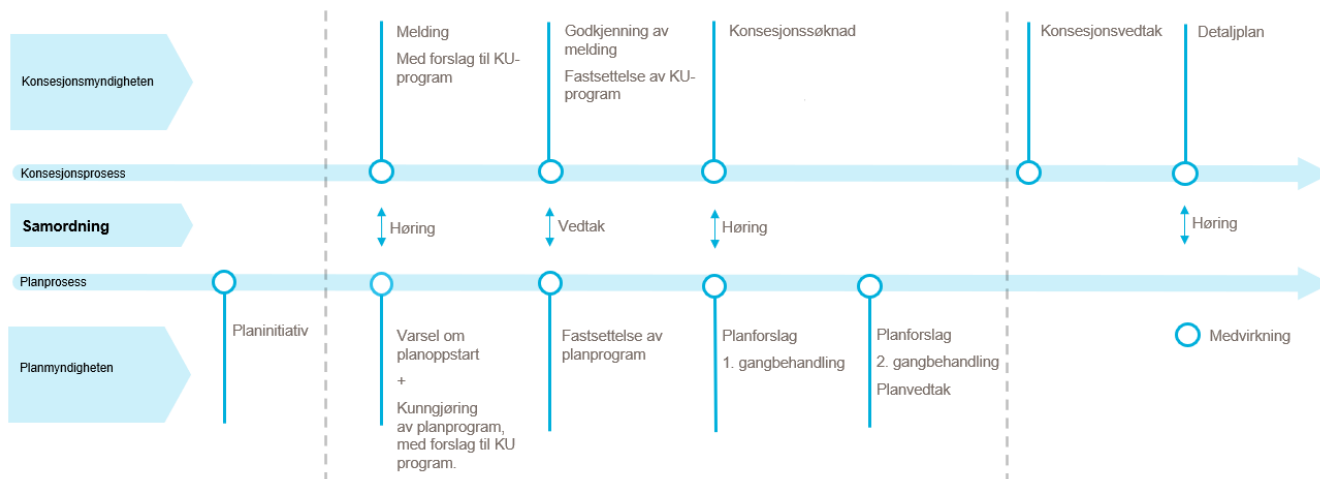 Melding
Med forslag til KU-
program
Godkjenning av
melding
Fastsettelse av KU-
program
Konsesjonssøknad
Konsesjonsvedtak
Detaljplan
Konsesjonsmyndigheten
Konsesjonsprosess
Samordning
Høring
Vedtak
Høring
Høring
Planprosess
Planinitiativ
Varsel om
planoppstart
+
Kunngjøring
av planprogram,
med forslag til KU
program.
Fastsettelse av
planprogram
Planforslag
1. gangbehandling
Planforslag
2. gangbehandling
Planvedtak
Medvirkning
Planmyndigheten